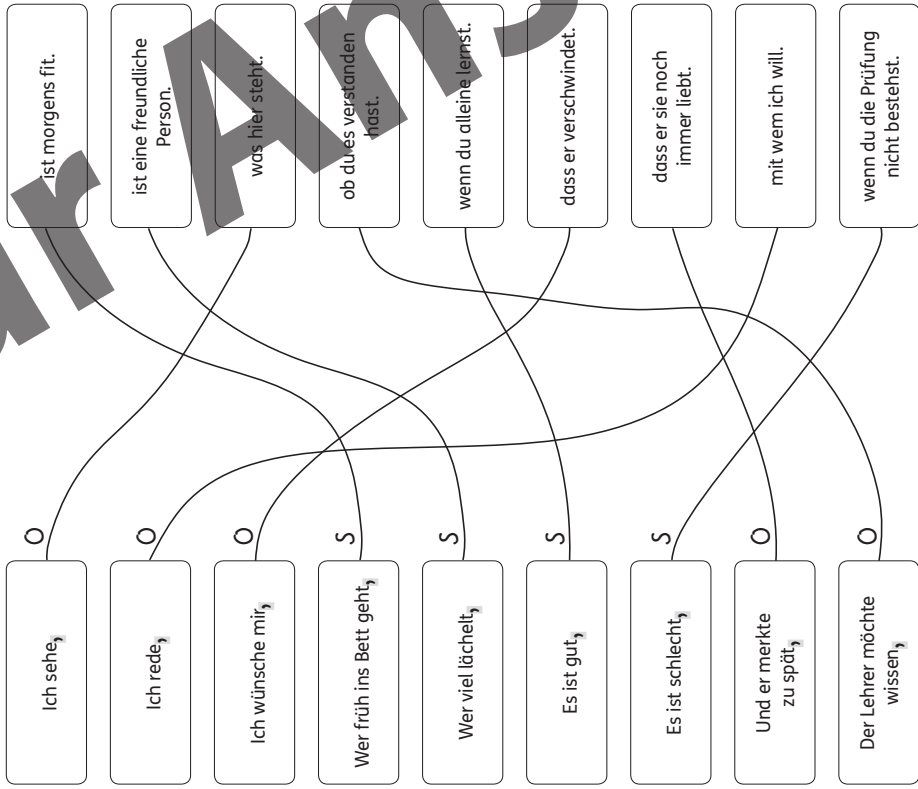 Ich sehe,
O
was hier steht.
Ich rede,
O
mit wem ich will.
Ich wünsche mir,
O
dass er verschwindet.
Wer früh ins Bett geht,
S
ist morgens fit.
Wer viel lächelt,
S
ist eine freundliche
Person.
Es ist gut,
S
wenn du alleine lernst.
Es ist schlecht,
S
wenn du die Prüfung
nicht bestehst.
Und er merkte
zu spät,
O
dass er sie noch
immer liebt.
Der Lehrer möchte
wissen,
O
ob du es verstanden
hast.